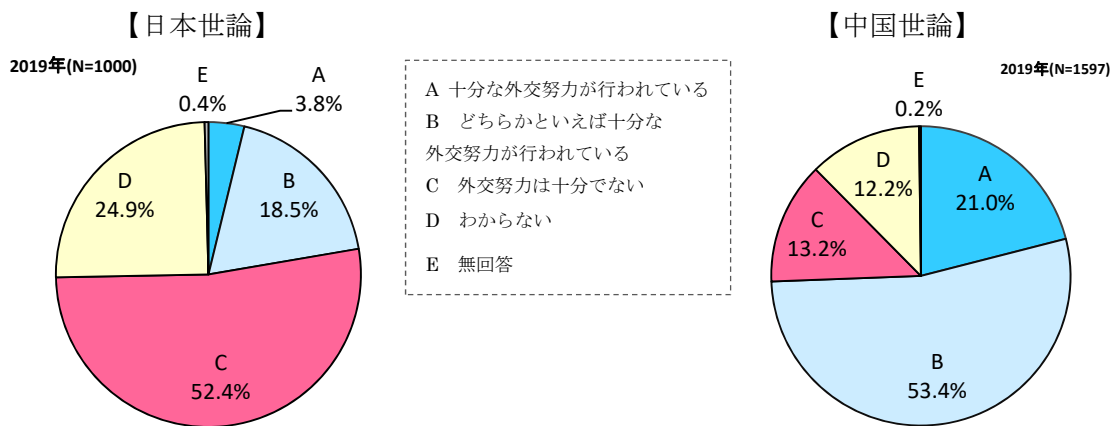 【日本世論】
2019年(N=1000)
E
0.4%
A
3.8%
B
18.5%
D
24.9%
C
52.4%
A 十分な外交努力が行われている
B どちらかといえば十分な
外交努力が行われている
C 外交努力は十分でない
D わからない
E 無回答
【中国世論】
2019年(N=1597)
E
0.2%
D
12.2%
A
21.0%
C
13.2%
B
53.4%